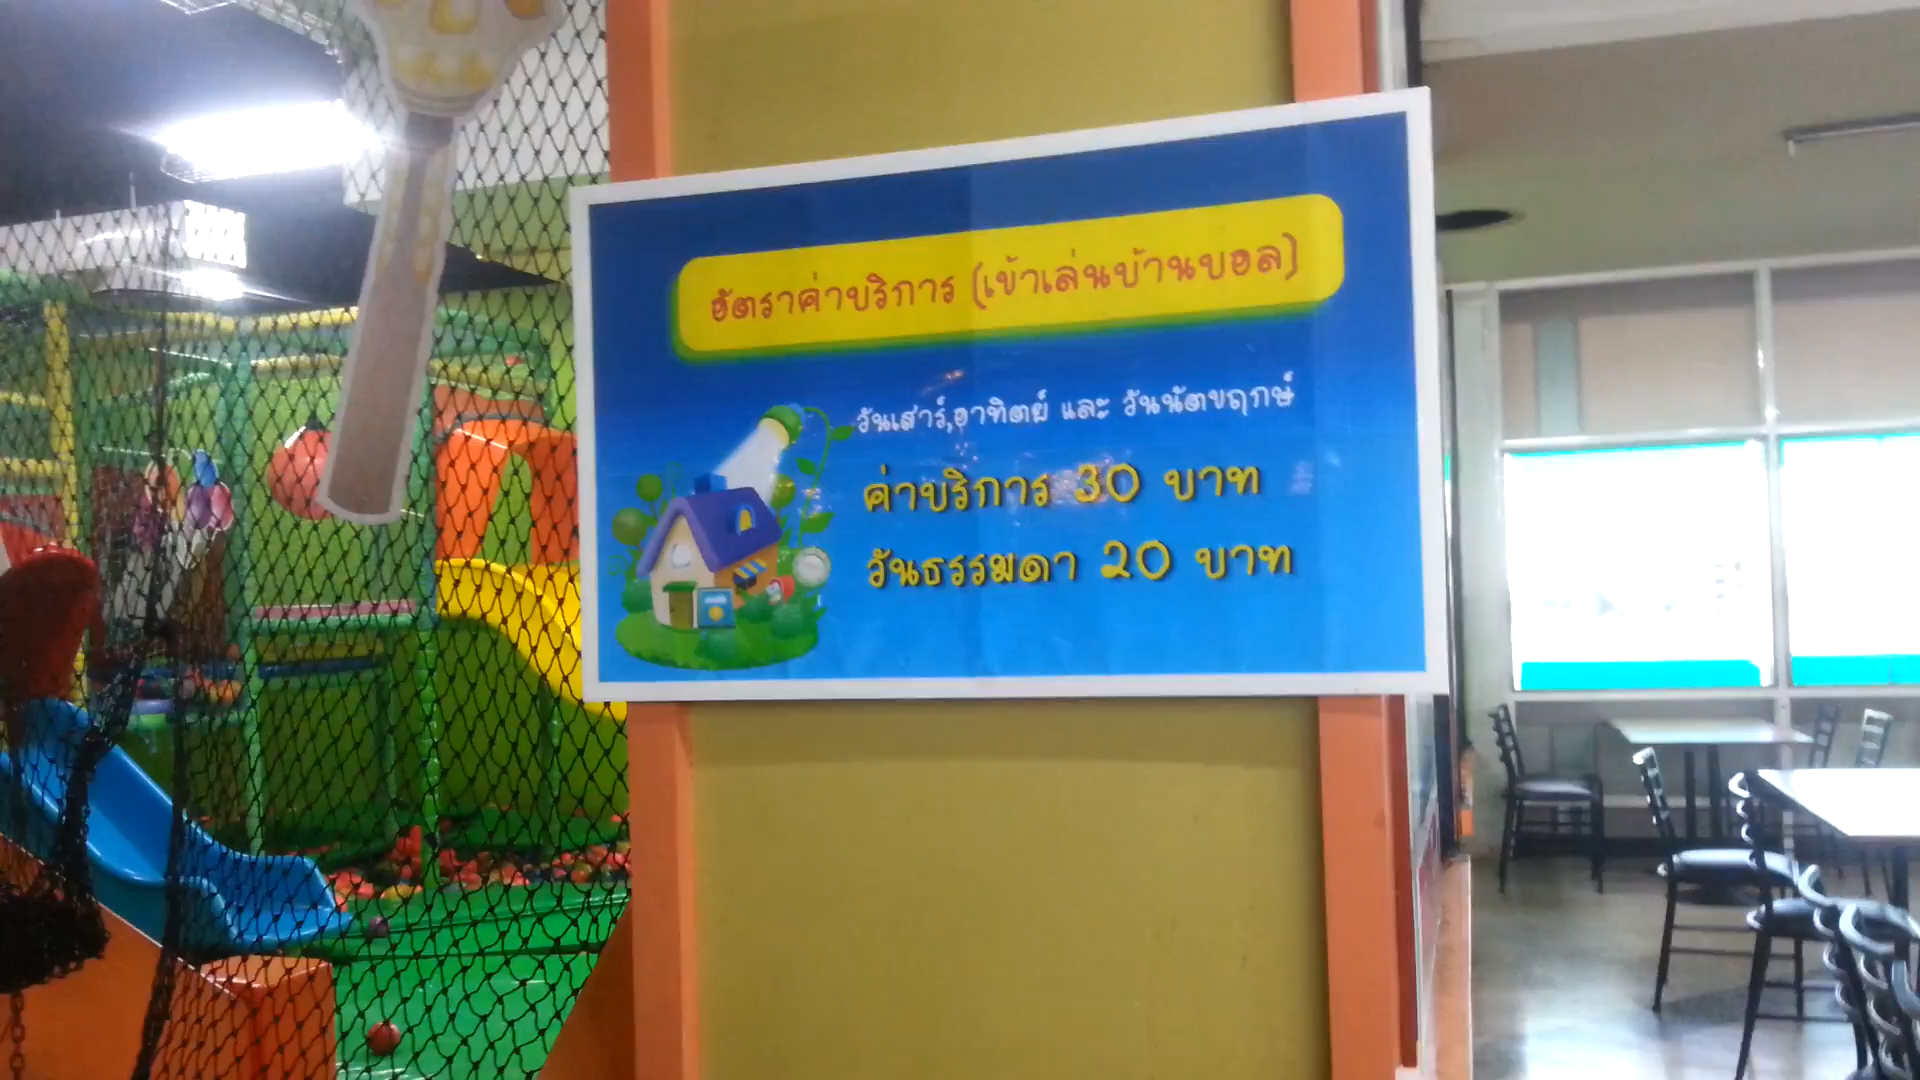 อัตราค่าบริการ (เข้าเล่นบ้านบอล)
วันเสาร์,อาทิตย์ และ วันนัตขฤกษ์
ค่าบริการ 30 บาท
วันธรรมดา 20 บาท